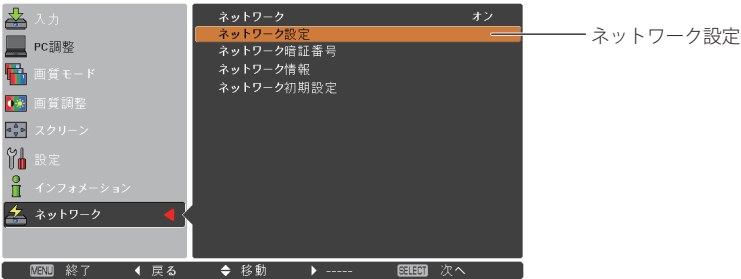 入力
PC調整
画質モード
画質調整
スクリーン
設定
インフォメーション
ネットワーク
ネットワーク オン
ネットワーク設定
ネットワーク暗証番号
ネットワーク情報
ネットワーク初期設定
ネットワーク設定
MENU 終了 戻る 移動 ----- SELECT 次へ